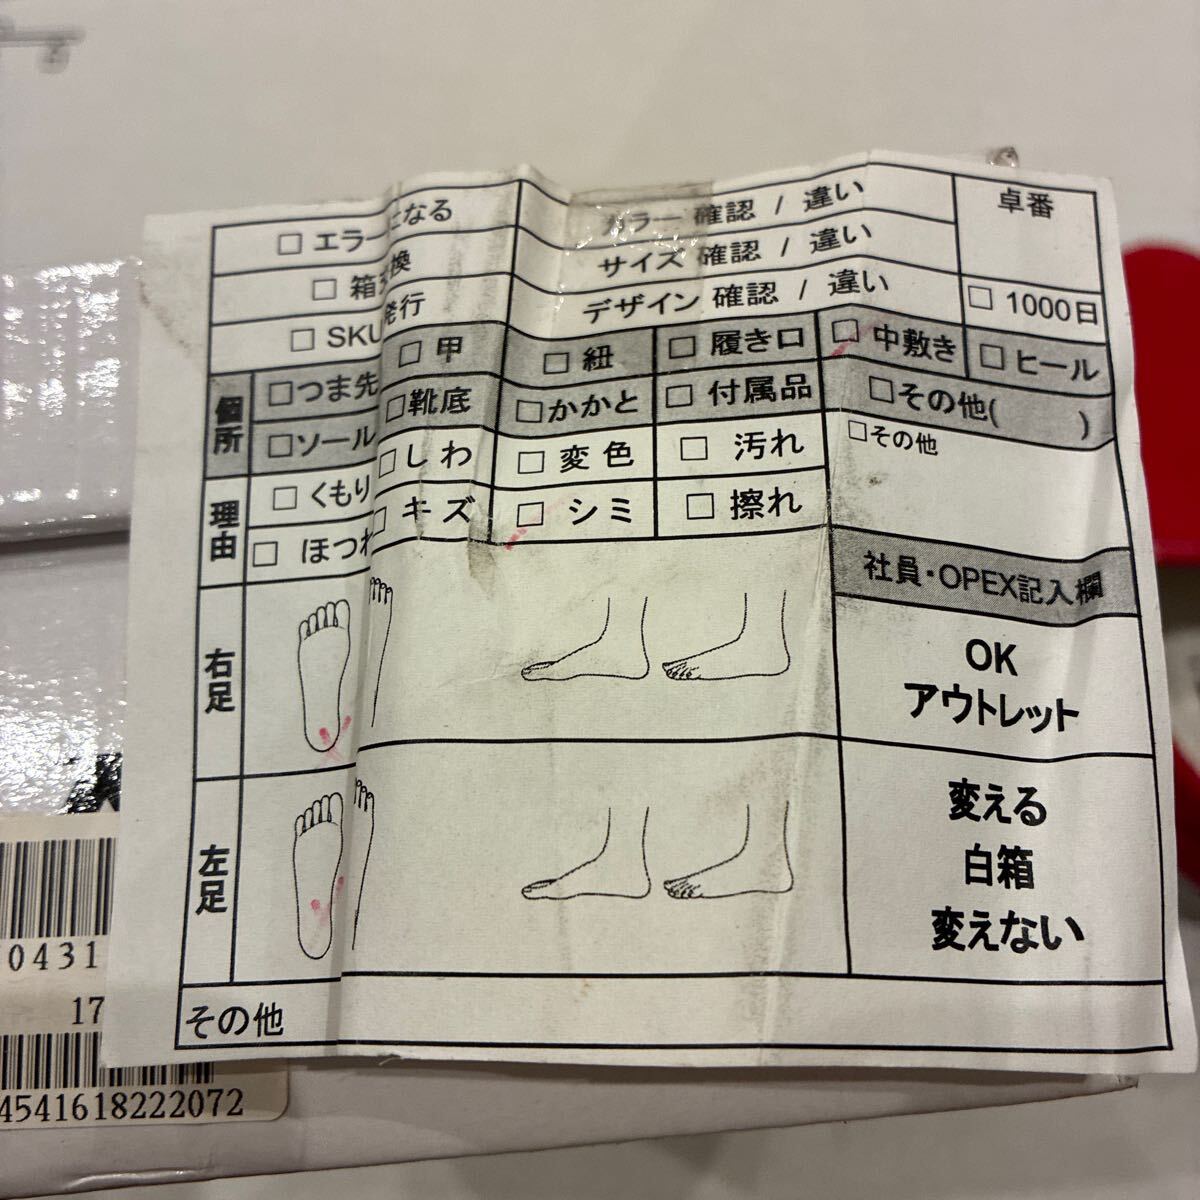 □ エラーになる
カラー 確認 / 違い
卓番
□ 箱交換
サイズ 確認 / 違い
□ SKU発行
デザイン 確認 / 違い
□ 1000日
個所
□つま先
□ 甲
□ 紐
□ 履き口
□ 中敷き
□ ヒール
□ソール
□靴底
□かかと
□ 付属品
□その他( )
理由
□ くもり
□ しわ
□ 変色
□ 汚れ
□その他
□ ほつれ
□ キズ
□ シミ
□ 擦れ
社員・OPEX記入欄
右足
OK
アウトレット
左足
変える
白箱
変えない
その他
0431
17
4541618222072